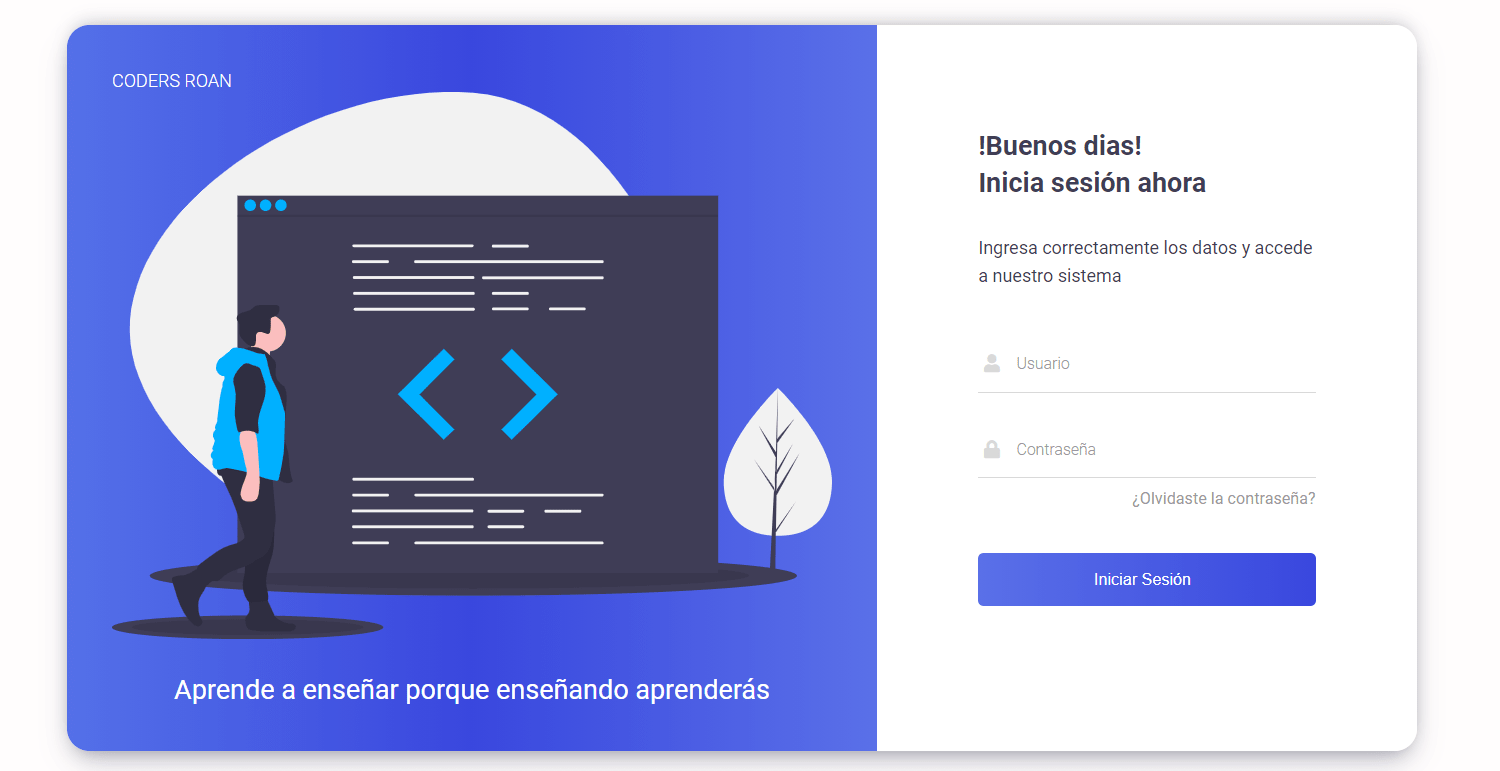 CODERS ROAN
Aprende a enseñar porque enseñando aprenderás
!Buenos dias!
Inicia sesión ahora
Ingresa correctamente los datos y accede
a nuestro sistema
Usuario
Contraseña
¿Olvidaste la contraseña?
Iniciar Sesión